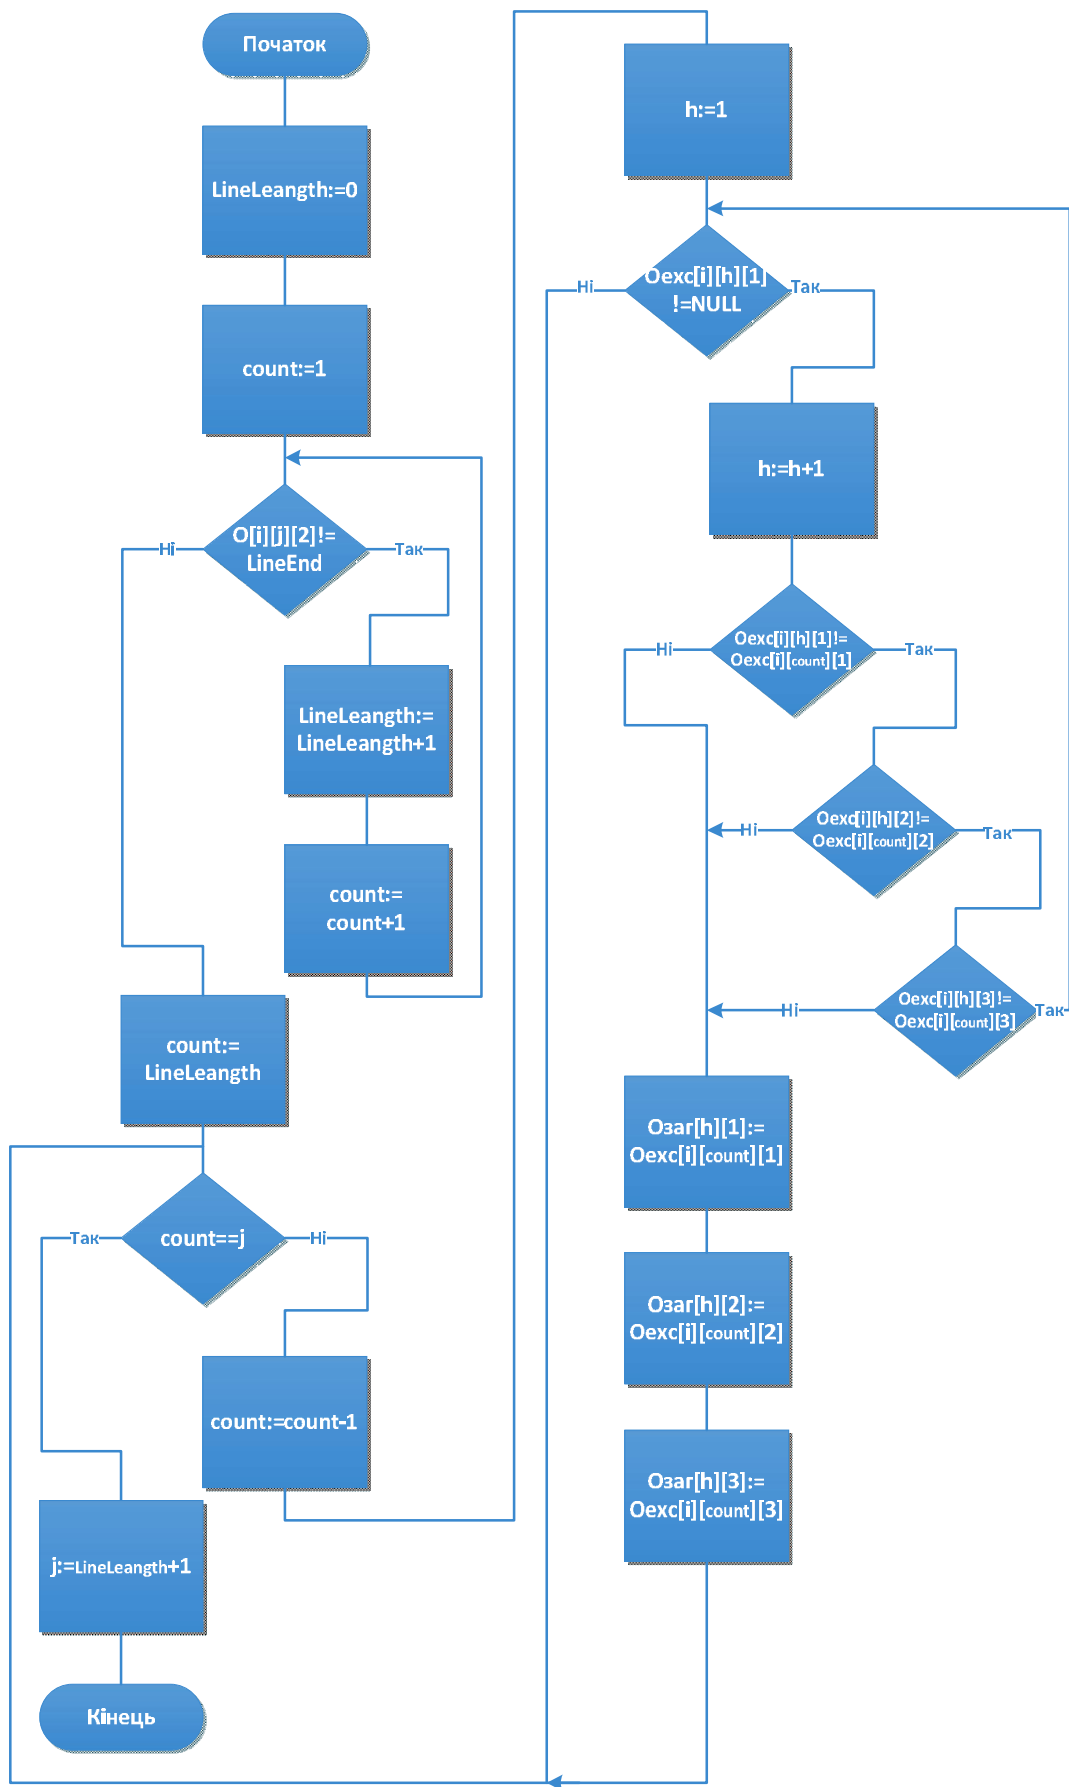 Початок
LineLeangth:=0
count:=1
O[i][j][2]!=
LineEnd
Ні
Так
LineLeangth:=
LineLeangth+1
count:=
count+1
count:=
LineLeangth
count==j
Так
Ні
count:=count-1
j:=LineLeangth+1
Кінець
h:=1
Oexc[i][h][1]
!=NULL
Ні
Так
h:=h+1
Oexc[i][h][1]!=
Oexc[i][count][1]
Ні
Так
Oexc[i][h][2]!=
Oexc[i][count][2]
Ні
Так
Oexc[i][h][3]!=
Oexc[i][count][3]
Ні
Так
Озаг[h][1]:=
Oexc[i][count][1]
Озаг[h][2]:=
Oexc[i][count][2]
Озаг[h][3]:=
Oexc[i][count][3]